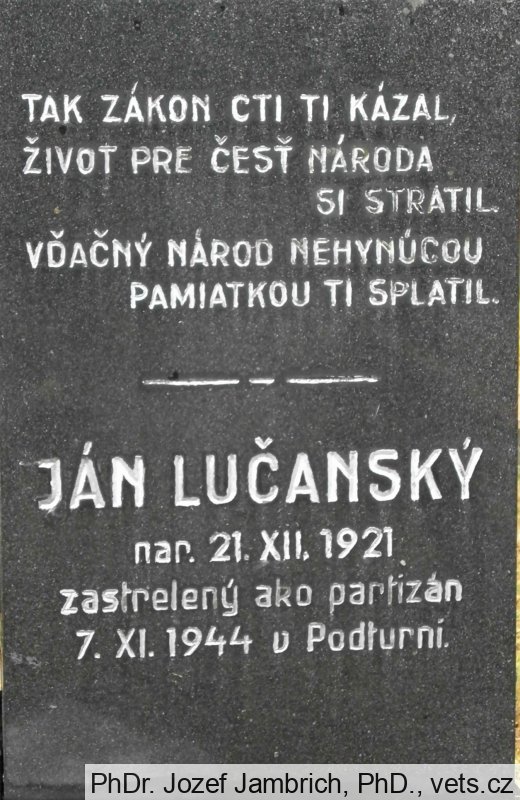 TAK ZÁKON CTI TI KÁZAL,
ŽIVOT PRE ČESŤ NÁRODA
SI STRATIL.
VĎAČNÝ NÁROD NEHYNÚCOU
PAMIATKOU TI SPLATIL.
JÁN LUČANSKÝ
nar. 21. XII. 1921
zastrelený ako partizán
7. XI. 1944 v Podturni.
PhDr. Jozef Jambrich, PhD., vets.cz